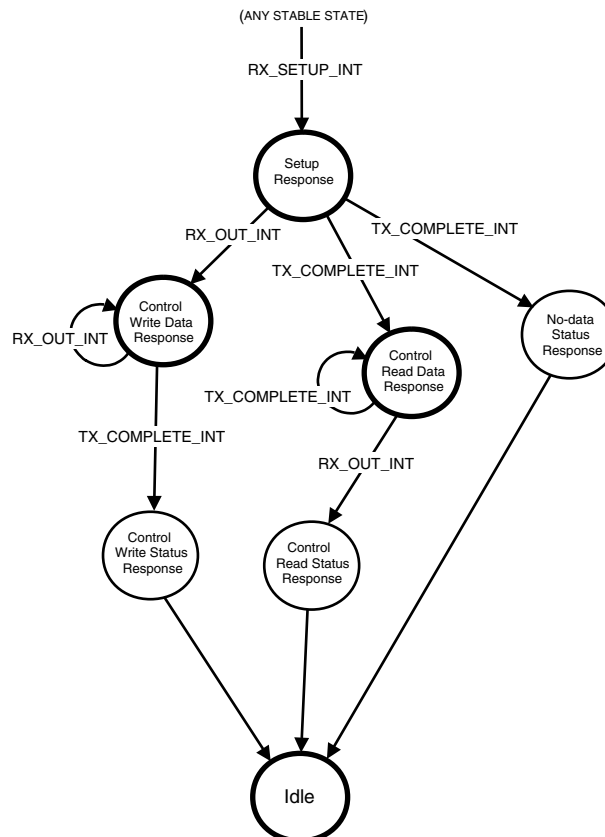 (ANY STABLE STATE)
RX_SETUP_INT
Setup
Response
RX_OUT_INT
TX_COMPLETE_INT
TX_COMPLETE_INT
Control
Write Data
Response
RX_OUT_INT
No-data
Status
Response
Control
Read Data
Response
TX_COMPLETE_INT
TX_COMPLETE_INT
RX_OUT_INT
Control
Write Status
Response
Control
Read Status
Response
Idle